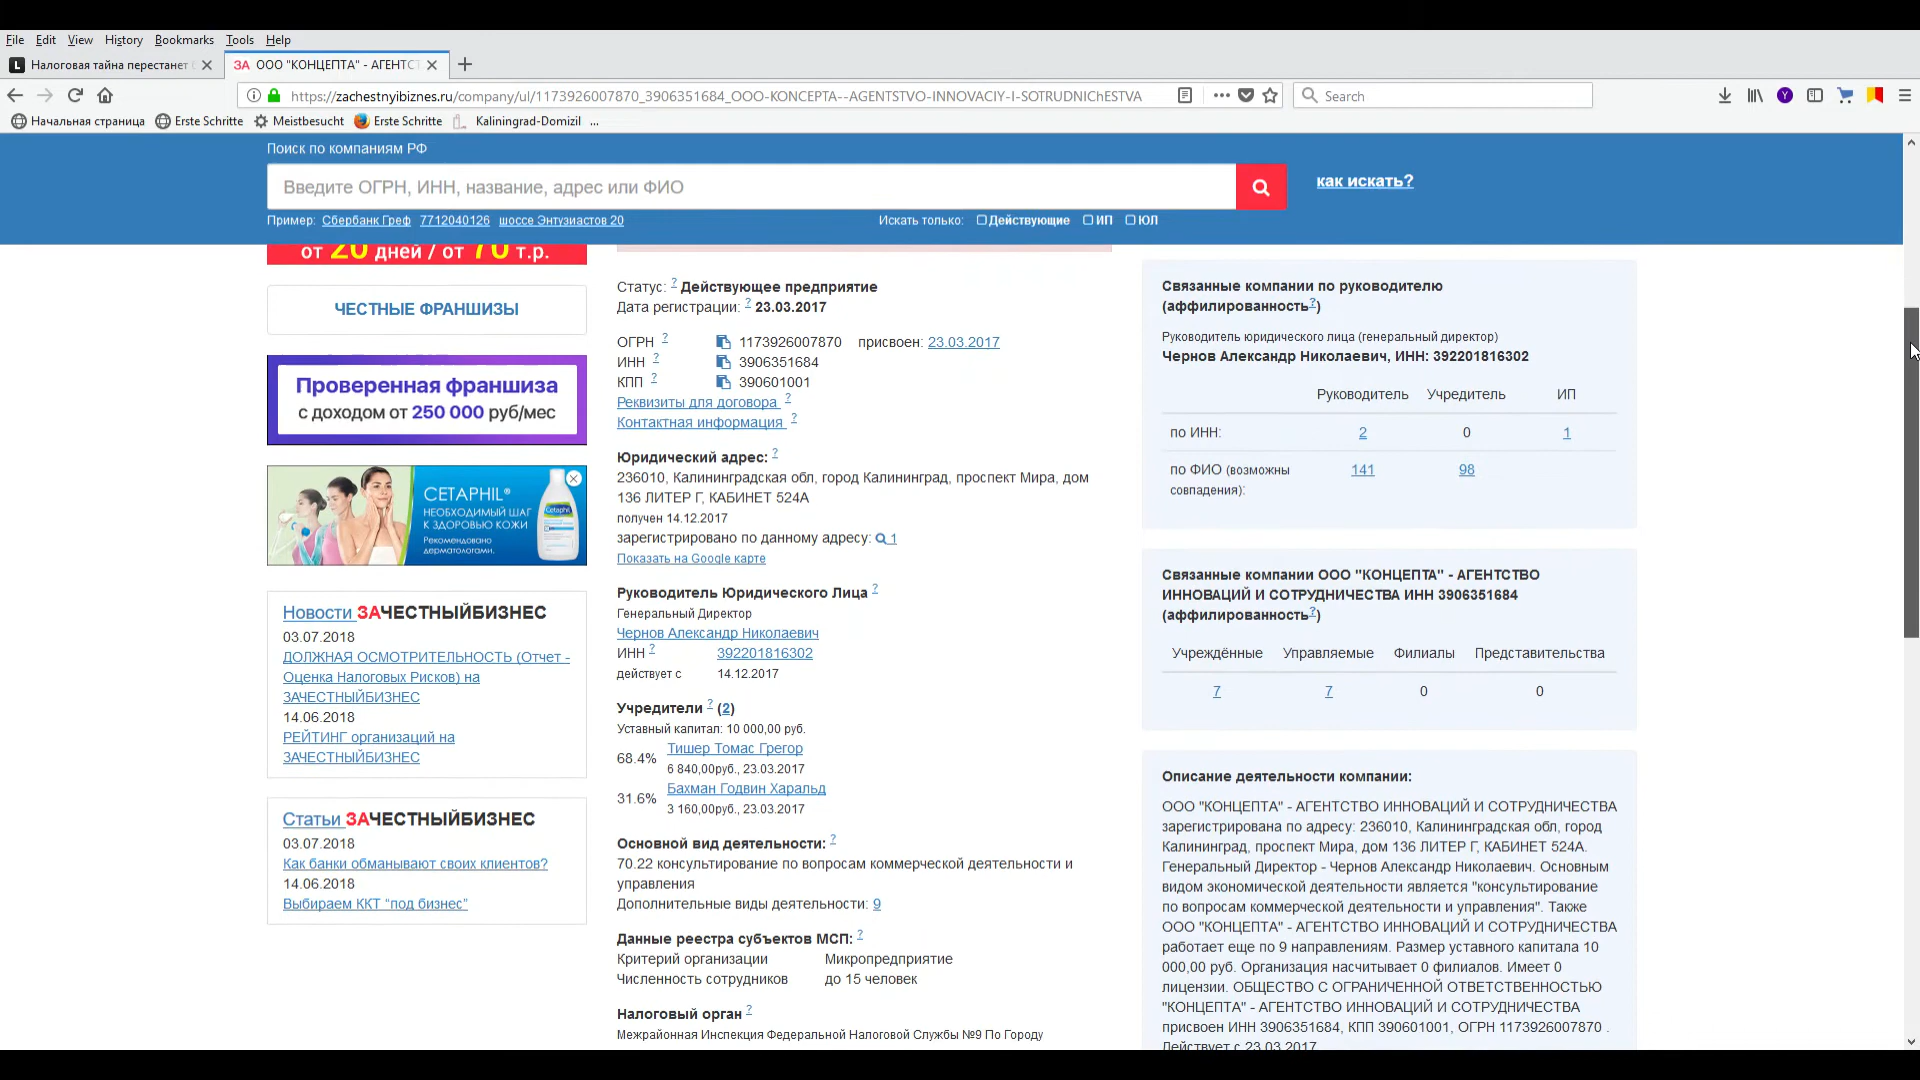 File Edit View History Bookmarks Tools Help
Налоговая тайна перестанет
ЗА ООО "КОНЦЕПТА" - АГЕНТСТ
https://zachestnyibiznes.ru/company/ul/1173926007870_3906351684_OOO-KONCEPTA--AGENTSTVO-INNOVACIY-I-SOTRUDNIChESTVA
Search
Начальная страница Erste Schritte Meistbesucht Erste Schritte Kaliningrad-Domizil ...
Поиск по компаниям РФ
Введите ОГРН, ИНН, название, адрес или ФИО
как искать?
Пример: Сбербанк Греф 7712040126 шоссе Энтузиастов 20
Искать только: Действующие ИП ЮЛ
от 20 дней / от 70 т.р.
ЧЕСТНЫЕ ФРАНШИЗЫ
Проверенная франшиза
с доходом от 250 000 руб/мес
CETAPHIL®
НЕОБХОДИМЫЙ ШАГ
К ЗДОРОВЬЮ КОЖИ
Рекомендовано
дерматологами.
Cetaphil
Новости ЗАЧЕСТНЫЙБИЗНЕС
03.07.2018
ДОЛЖНАЯ ОСМОТРИТЕЛЬНОСТЬ (Отчет -
Оценка Налоговых Рисков) на
ЗАЧЕСТНЫЙБИЗНЕС
14.06.2018
РЕЙТИНГ организаций на
ЗАЧЕСТНЫЙБИЗНЕС
Статьи ЗАЧЕСТНЫЙБИЗНЕС
03.07.2018
Как банки обманывают своих клиентов?
14.06.2018
Выбираем ККТ “под бизнес”
Статус: ? Действующее предприятие
Дата регистрации: ? 23.03.2017
ОГРН ? 1173926007870 присвоен: 23.03.2017
ИНН ? 3906351684
КПП ? 390601001
Реквизиты для договора ?
Контактная информация ?
Юридический адрес: ?
236010, Калининградская обл, город Калининград, проспект Мира, дом
136 ЛИТЕР Г, КАБИНЕТ 524А
получен 14.12.2017
зарегистрировано по данному адресу: 1
Показать на Google карте
Руководитель Юридического Лица ?
Генеральный Директор
Чернов Александр Николаевич
ИНН ? 392201816302
действует с 14.12.2017
Учредители ? (2)
Уставный капитал: 10 000,00 руб.
68.4% Тишер Томас Грегор
6 840,00руб., 23.03.2017
31.6% Бахман Годвин Харальд
3 160,00руб., 23.03.2017
Основной вид деятельности: ?
70.22 консультирование по вопросам коммерческой деятельности и
управления
Дополнительные виды деятельности: 9
Данные реестра субъектов МСП: ?
Критерий организации Микропредприятие
Численность сотрудников до 15 человек
Налоговый орган ?
Межрайонная Инспекция Федеральной Налоговой Службы №9 По Городу
Связанные компании по руководителю
(аффилированность?)
Руководитель юридического лица (генеральный директор)
Чернов Александр Николаевич, ИНН: 392201816302
Руководитель Учредитель ИП
по ИНН: 2 0 1
по ФИО (возможны
совпадения): 141 98
Связанные компании ООО "КОНЦЕПТА" - АГЕНТСТВО
ИННОВАЦИЙ И СОТРУДНИЧЕСТВА ИНН 3906351684
(аффилированность?)
Учреждённые Управляемые Филиалы Представительства
7 7 0 0
Описание деятельности компании:
ООО "КОНЦЕПТА" - АГЕНТСТВО ИННОВАЦИЙ И СОТРУДНИЧЕСТВА
зарегистрирована по адресу: 236010, Калининградская обл, город
Калининград, проспект Мира, дом 136 ЛИТЕР Г, КАБИНЕТ 524А.
Генеральный Директор - Чернов Александр Николаевич. Основным
видом экономической деятельности является "консультирование
по вопросам коммерческой деятельности и управления". Также
ООО "КОНЦЕПТА" - АГЕНТСТВО ИННОВАЦИЙ И СОТРУДНИЧЕСТВА
работает еще по 9 направлениям. Размер уставного капитала 10
000,00 руб. Организация насчитывает 0 филиалов. Имеет 0
лицензии. ОБЩЕСТВО С ОГРАНИЧЕННОЙ ОТВЕТСТВЕННОСТЬЮ
"КОНЦЕПТА" - АГЕНТСТВО ИННОВАЦИЙ И СОТРУДНИЧЕСТВА
присвоен ИНН 3906351684, КПП 390601001, ОГРН 1173926007870 .
Действует с 23.03.2017